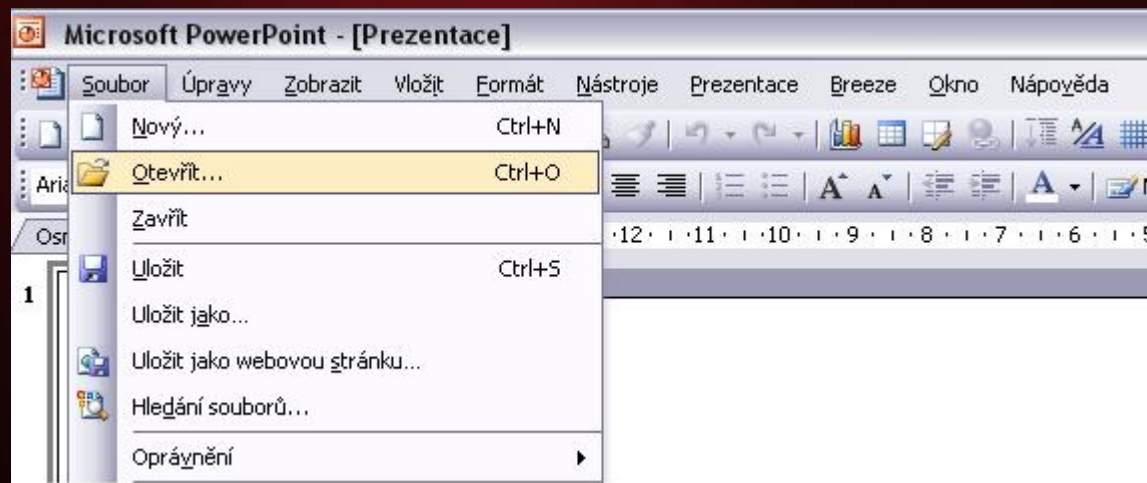 Microsoft PowerPoint - [Prezentace]
Soubor Úpravy Zobrazit Vložit Formát Nástroje Prezentace Breeze Okno Nápověda
Nový... Ctrl+N
Otevřít... Ctrl+O
Zavřít
12 11 10 9 8 7 6 5
Uložit Ctrl+S
1
Uložit jako...
Uložit jako webovou stránku...
Hledání souborů...
Oprávnění